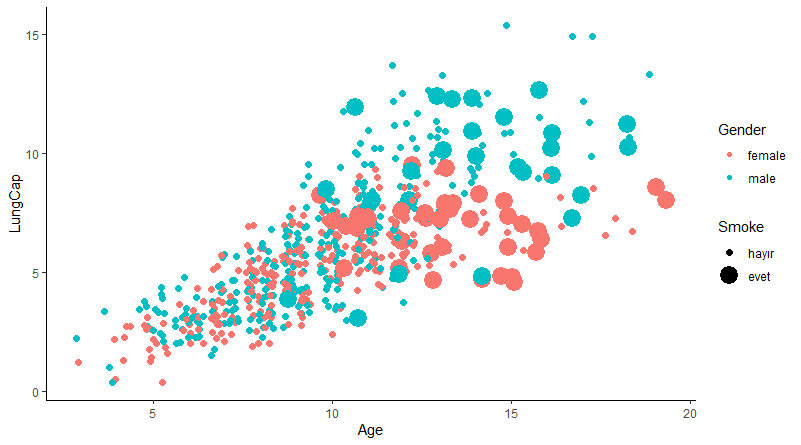 15
10
5
0
LungCap
5
10
15
20
Age
Gender
female
male
Smoke
hayır
evet